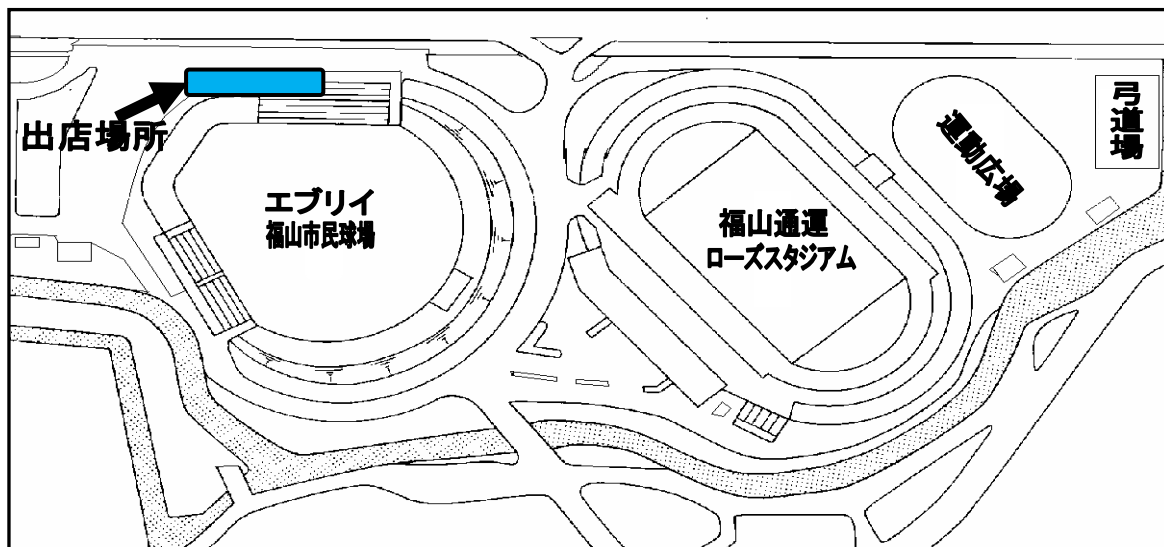 出店場所
エブリイ
福山市民球場
福山通運
ローズスタジアム
運動広場
弓道場